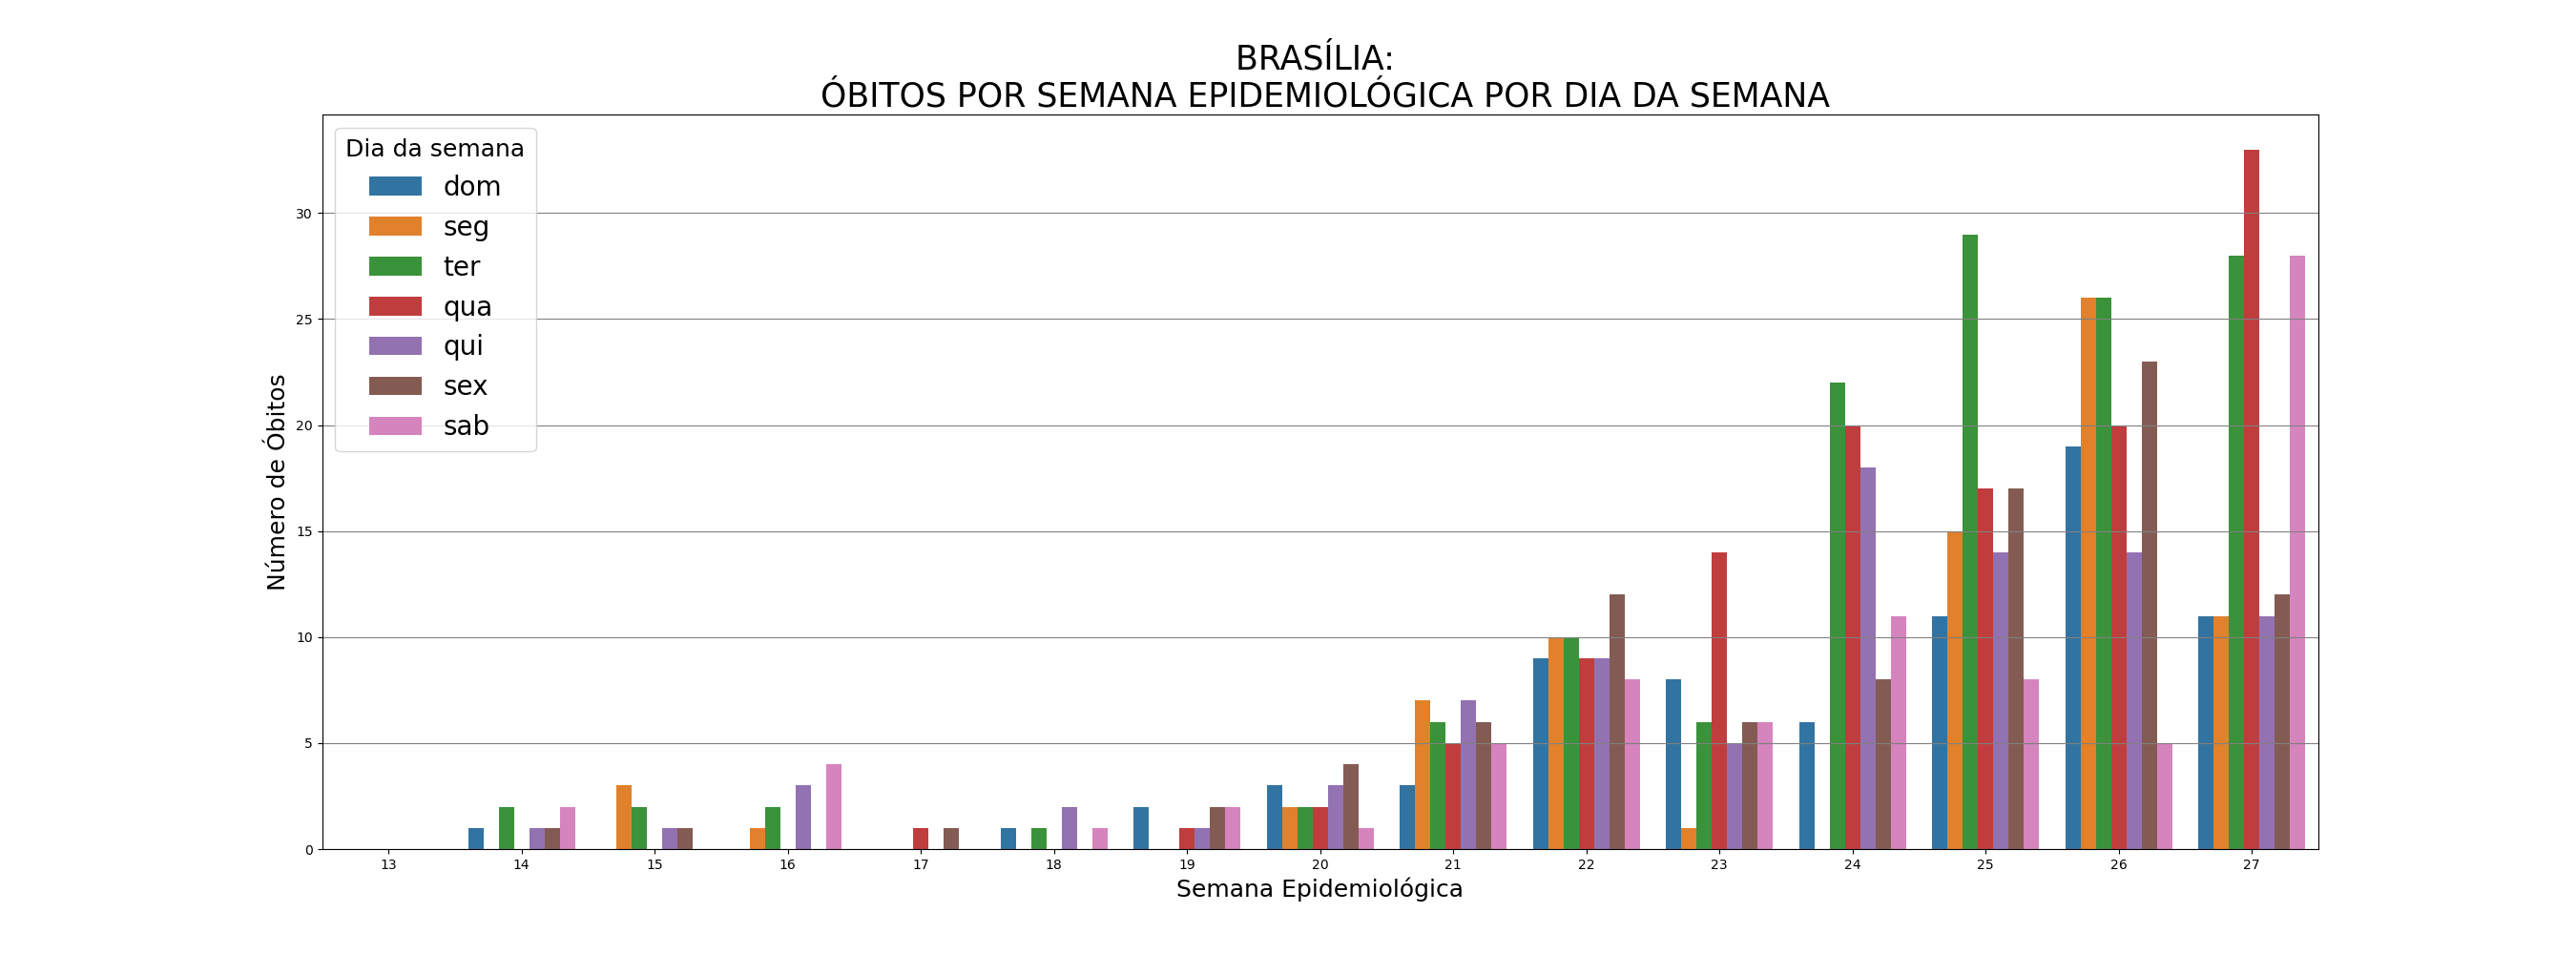 BRASÍLIA:
ÓBITOS POR SEMANA EPIDEMIOLÓGICA POR DIA DA SEMANA
Dia da semana
dom
seg
ter
qua
qui
sex
sab
Número de Óbitos
30
25
20
15
10
5
0
13 14 15 16 17 18 19 20 21 22 23 24 25 26 27
Semana Epidemiológica